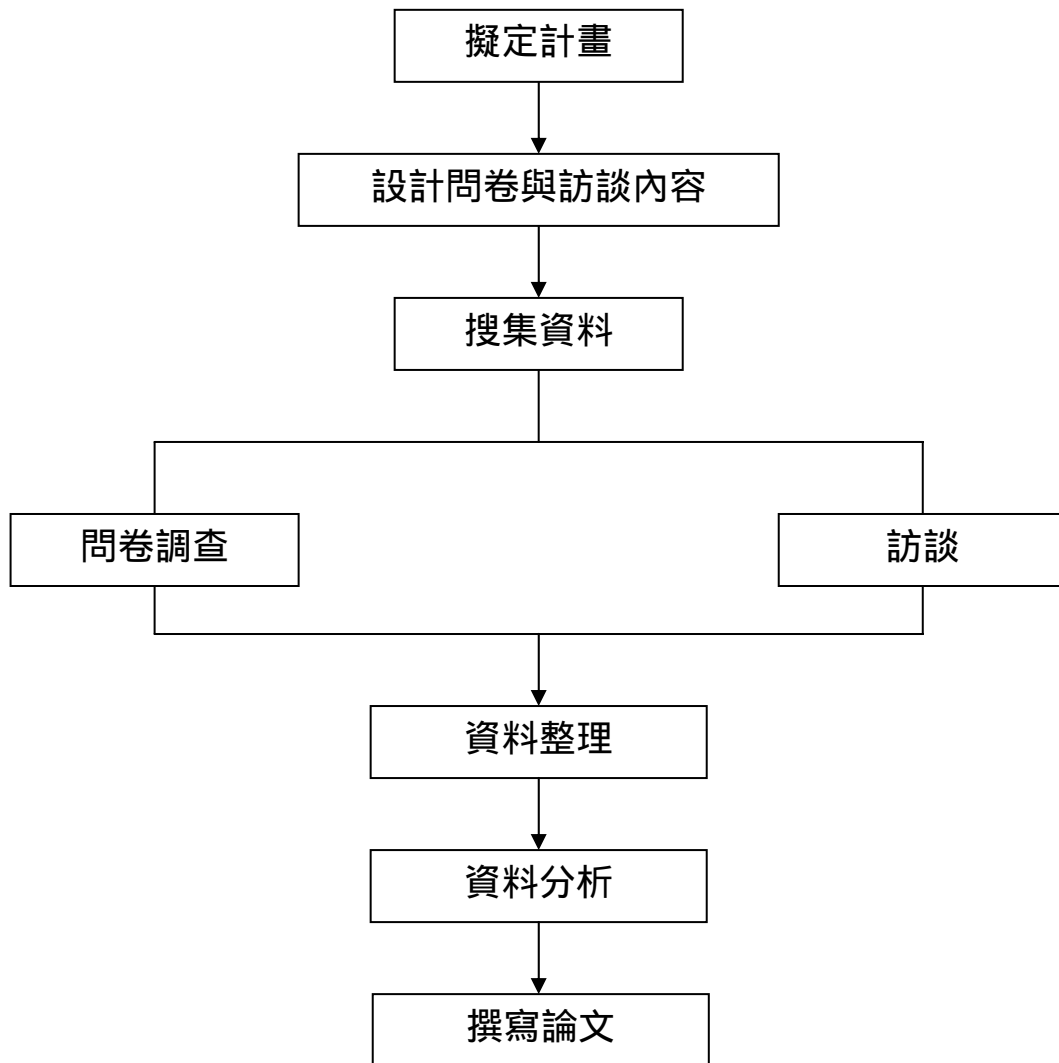 擬定計畫
設計問卷與訪談內容
搜集資料
問卷調查
訪談
資料整理
資料分析
撰寫論文